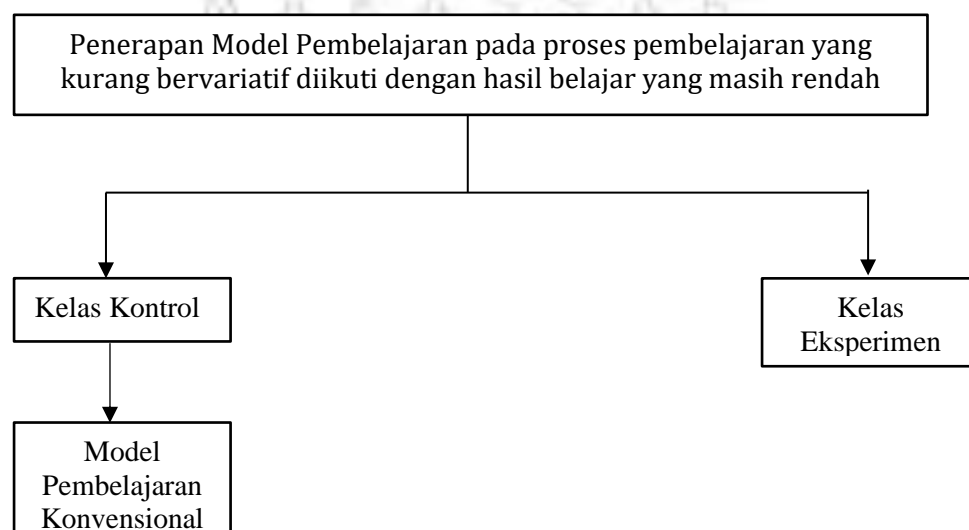 Penerapan Model Pembelajaran pada proses pembelajaran yang
kurang bervariatif diikuti dengan hasil belajar yang masih rendah
Kelas Kontrol
Kelas
Eksperimen
Model
Pembelajaran
Konvensional